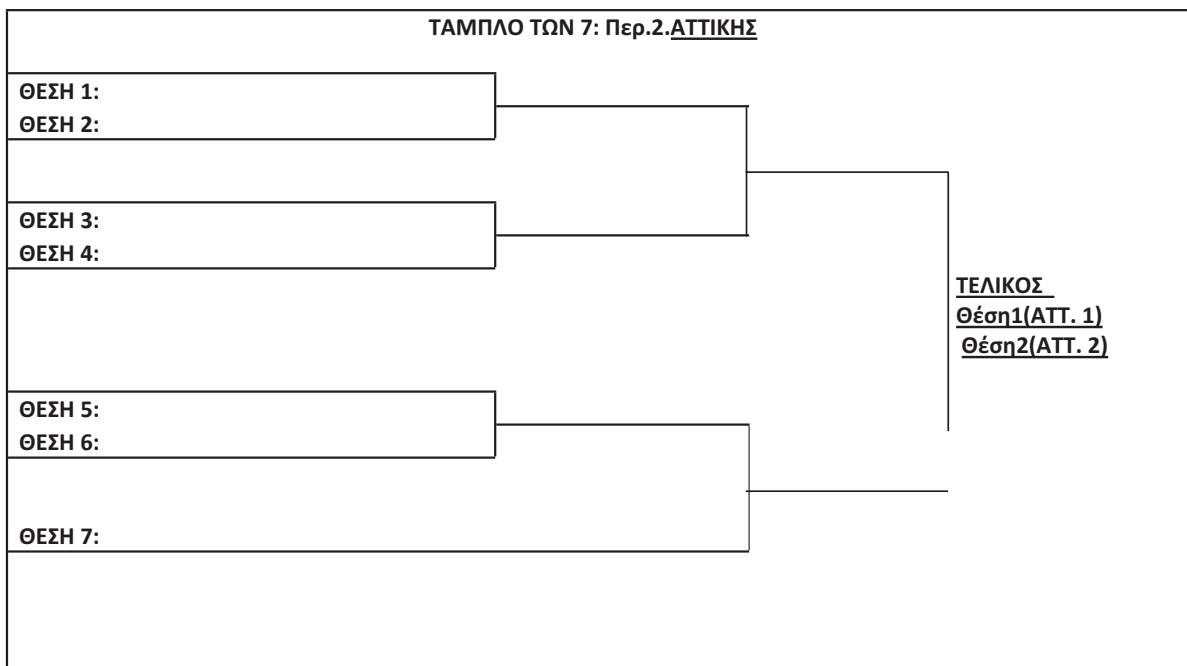 ΤΑΜΠΛΟ ΤΩΝ 7: Περ.2.ΑΤΤΙΚΗΣ
ΘΕΣΗ 1:
ΘΕΣΗ 2:
ΘΕΣΗ 3:
ΘΕΣΗ 4:
ΤΕΛΙΚΟΣ
Θέση1(ΑΤΤ. 1)
Θέση2(ΑΤΤ. 2)
ΘΕΣΗ 5:
ΘΕΣΗ 6:
ΘΕΣΗ 7: